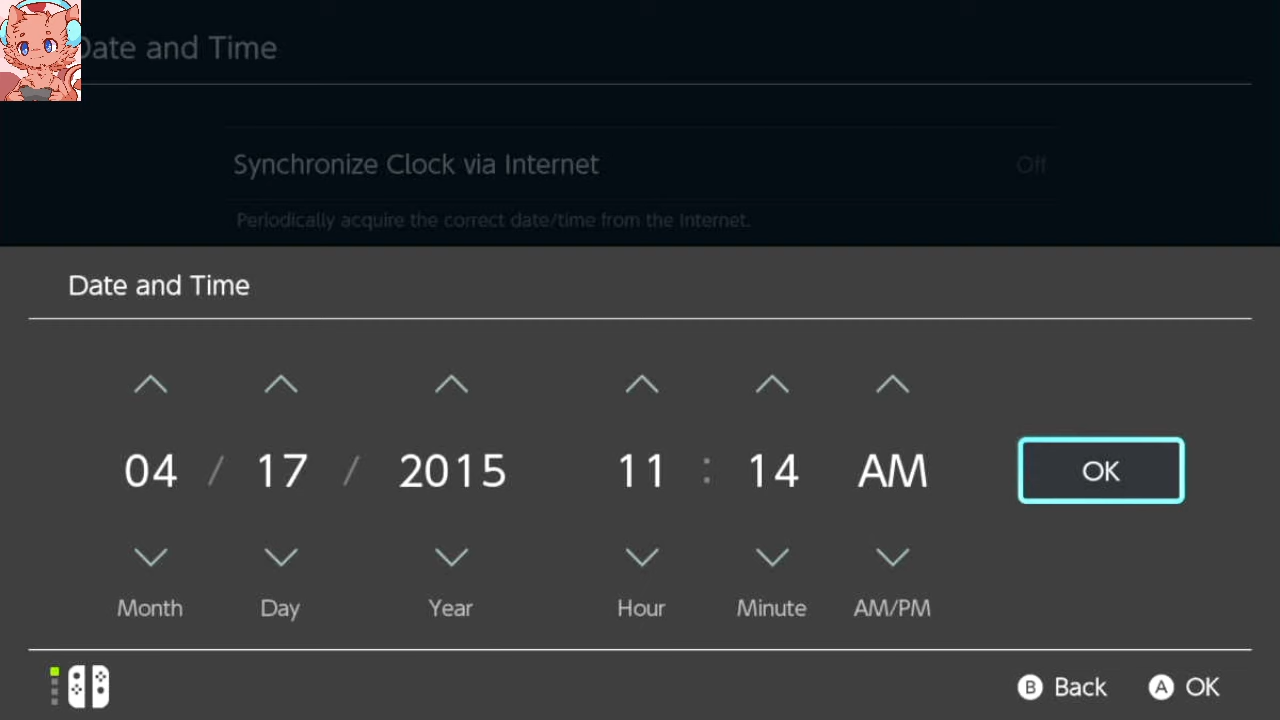 Date and Time
Synchronize Clock via Internet Off
Periodically acquire the correct date/time from the Internet.
Date and Time
04 / 17 / 2015 11 : 14 AM OK
Month Day Year Hour Minute AM/PM
B Back A OK